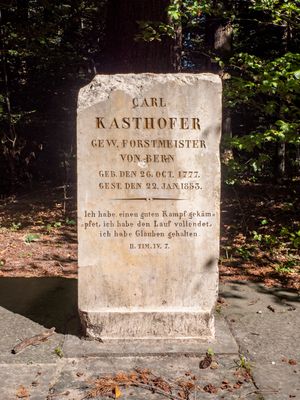 CARL
KASTHOFER
GEW. FORSTMEISTER
VON BERN
GEB. DEN 26. OCT. 1777.
GEST. DEN 22. JAN. 1853.
Ich habe einen guten Kampf gekäm-
pfet, ich habe den Lauf vollendet,
ich habe Glauben gehalten.
II. TIM. IV. 7.